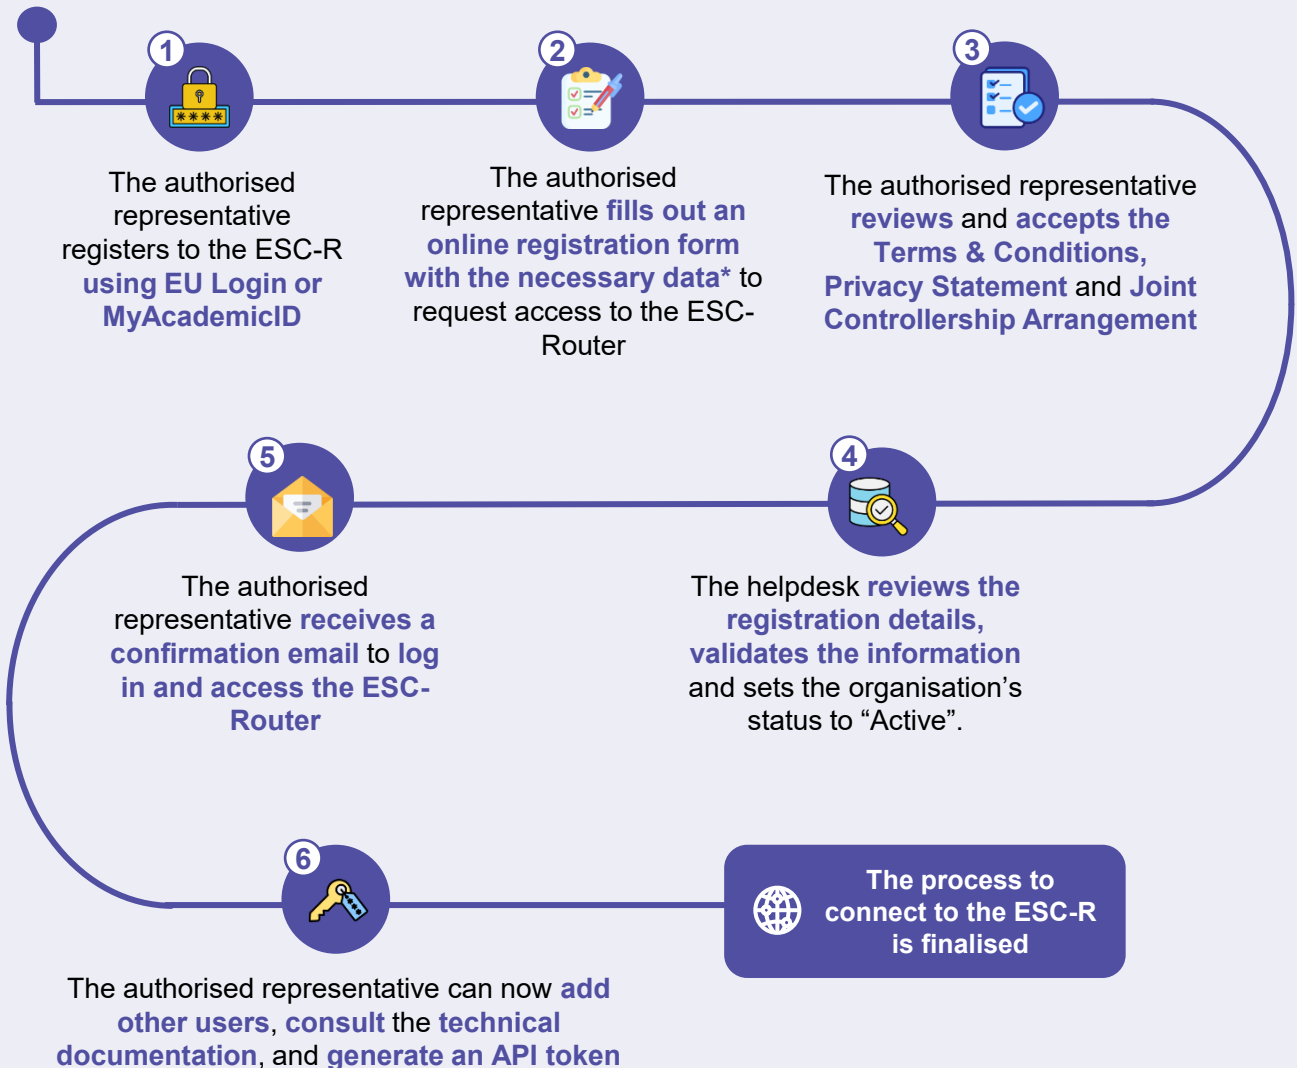 1
The authorised
representative
registers to the ESC-R
using EU Login or
MyAcademicID
2
The authorised
representative fills out an
online registration form
with the necessary data* to
request access to the ESC-
Router
3
The authorised representative
reviews and accepts the
Terms & Conditions,
Privacy Statement and Joint
Controllership Arrangement
4
The helpdesk reviews the
registration details,
validates the information
and sets the organisation’s
status to “Active”.
5
The authorised
representative receives a
confirmation email to log
in and access the ESC-
Router
6
The authorised representative can now add
other users, consult the technical
documentation, and generate an API token
The process to
connect to the ESC-R
is finalised